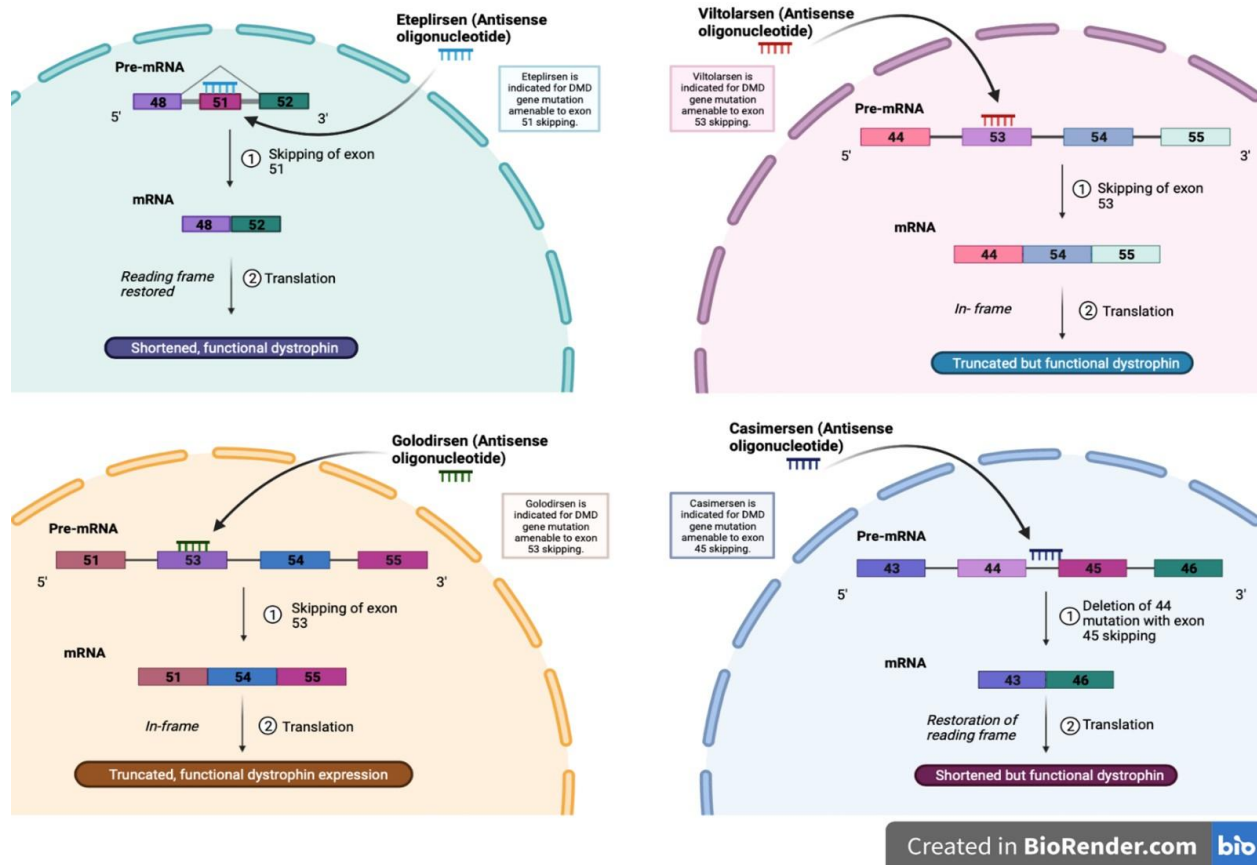 Eteplirsen (Antisense
oligonucleotide)
Pre-mRNA
48
51
52
5'
3'
Eteplirsen is
indicated for DMD
gene mutation
amenable to exon
51 skipping.
1 Skipping of exon
51
mRNA
48
52
Reading frame
restored
2 Translation
Shortened, functional dystrophin
Viltolarsen (Antisense
oligonucleotide)
Viltolarsen is
indicated for DMD
gene mutation
amenable to exon
53 skipping.
Pre-mRNA
44
53
54
55
5'
3'
1 Skipping of exon
53
mRNA
44
54
55
In- frame
2 Translation
Truncated but functional dystrophin
Golodirsen (Antisense
oligonucleotide)
Golodirsen is
indicated for DMD
gene mutation
amenable to exon
53 skipping.
Pre-mRNA
51
53
54
55
5'
3'
1 Skipping of exon
53
mRNA
51
54
55
In-frame
2 Translation
Truncated, functional dystrophin expression
Casimersen (Antisense
oligonucleotide)
Casimersen is
indicated for DMD
gene mutation
amenable to exon
45 skipping.
Pre-mRNA
43
44
45
46
5'
3'
1 Deletion of 44
mutation with exon
45 skipping
mRNA
43
46
Restoration of
reading frame
2 Translation
Shortened but functional dystrophin
Created in BioRender.com bio